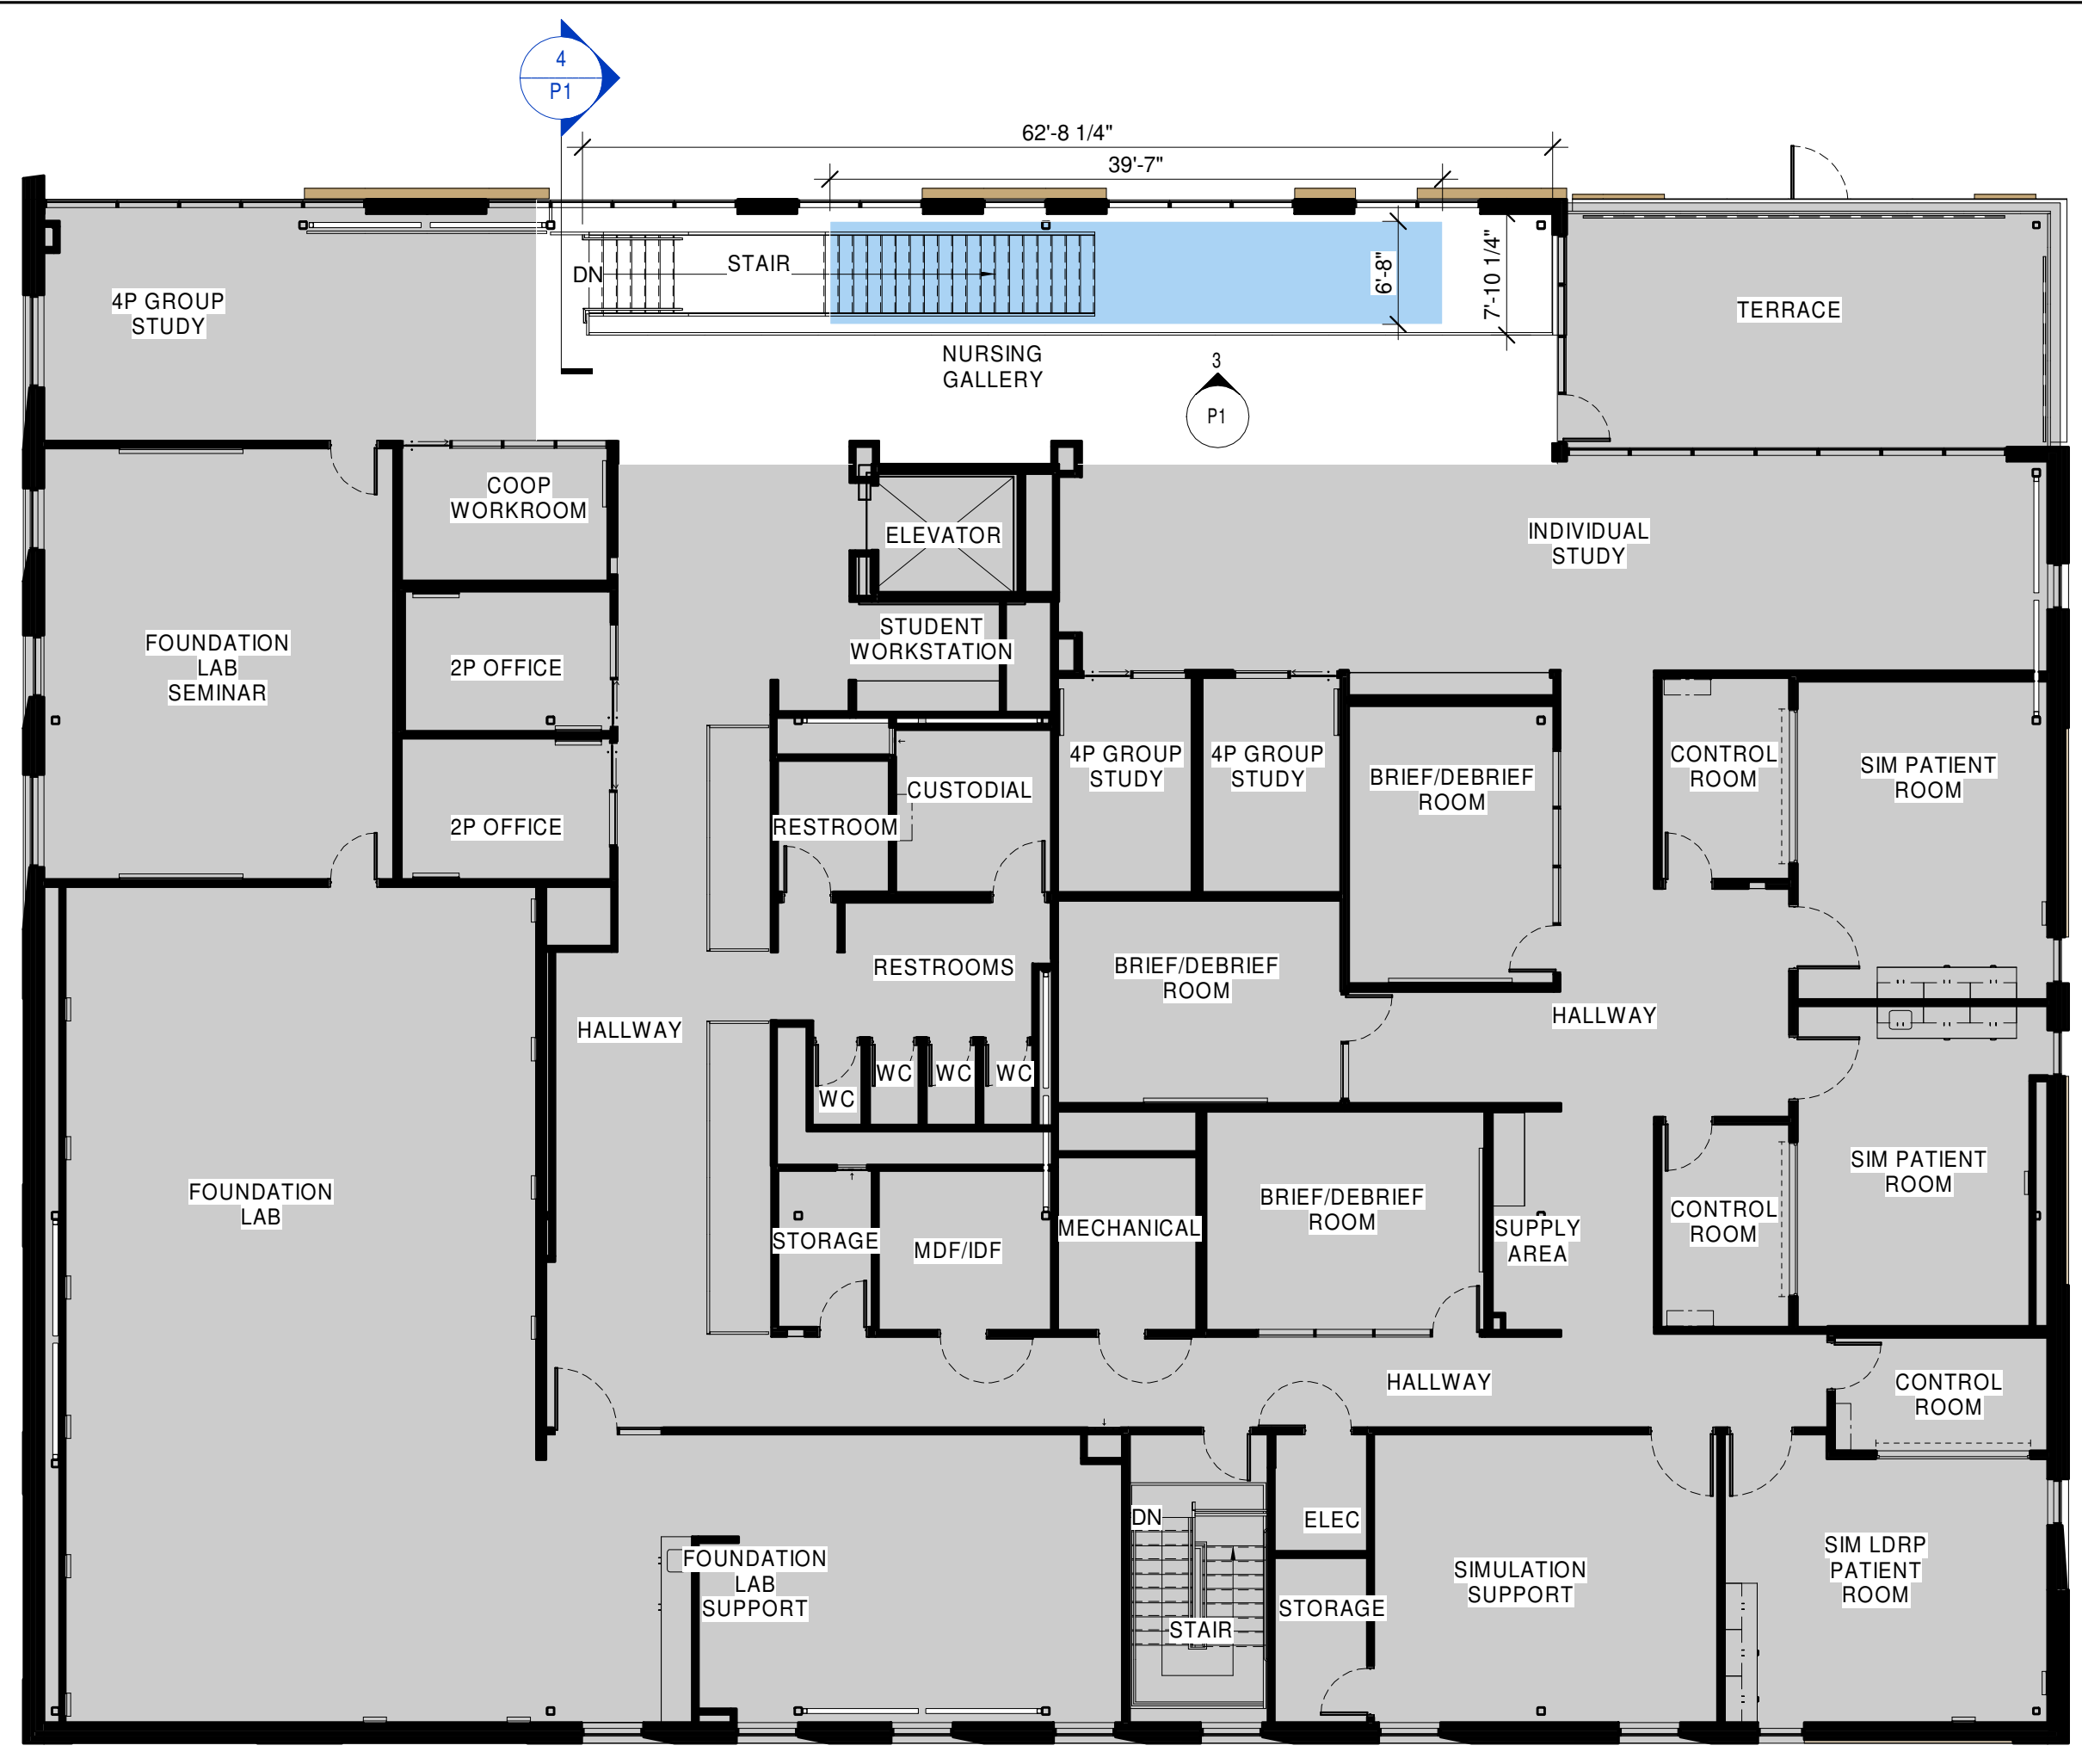 4
P1
62'-8 1/4"
39'-7"
DN
STAIR
6'-8"
7'-10 1/4"
4P GROUP
STUDY
TERRACE
NURSING
GALLERY
3
P1
COOP
WORKROOM
ELEVATOR
INDIVIDUAL
STUDY
FOUNDATION
LAB
SEMINAR
2P OFFICE
STUDENT
WORKSTATION
4P GROUP
STUDY
4P GROUP
STUDY
BRIEF/DEBRIEF
ROOM
CONTROL
ROOM
SIM PATIENT
ROOM
2P OFFICE
RESTROOM
CUSTODIAL
RESTROOMS
BRIEF/DEBRIEF
ROOM
HALLWAY
HALLWAY
WC
WC
WC
WC
FOUNDATION
LAB
STORAGE
MDF/IDF
MECHANICAL
BRIEF/DEBRIEF
ROOM
SUPPLY
AREA
CONTROL
ROOM
SIM PATIENT
ROOM
HALLWAY
CONTROL
ROOM
FOUNDATION
LAB
SUPPORT
DN
STAIR
ELEC
STORAGE
SIMULATION
SUPPORT
SIM LDRP
PATIENT
ROOM